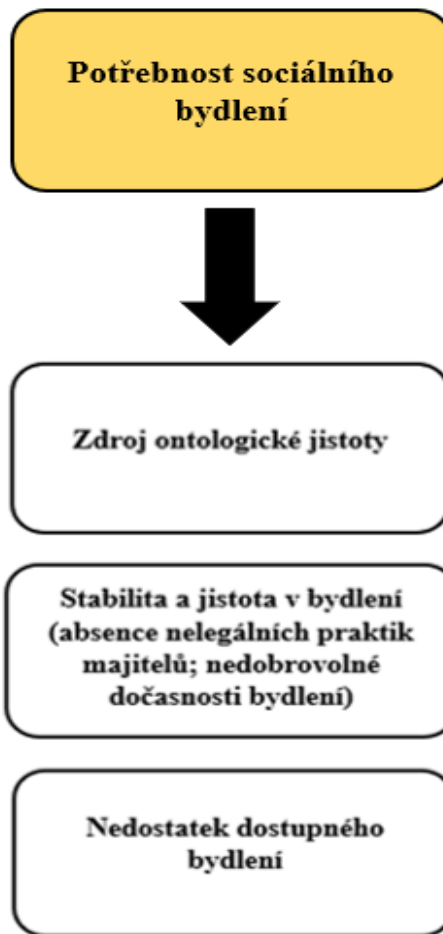 Potřebnost sociálního
bydlení
Zdroj ontologické jistoty
Stabilita a jistota v bydlení
(absence nelegálních praktik
majitelů; nedobrovolné
dočasnosti bydlení)
Nedostatek dostupného
bydlení